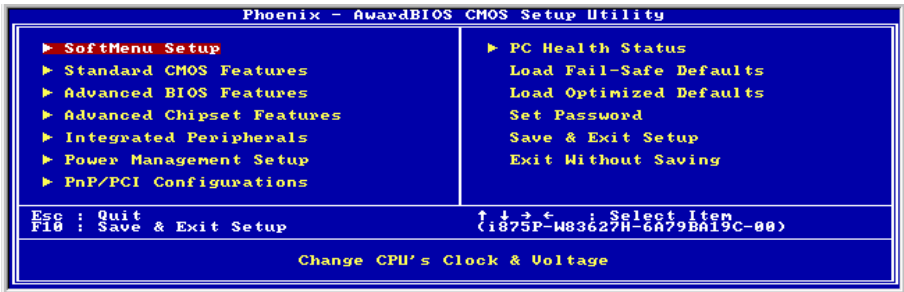 Phoenix - AwardBIOS CMOS Setup Utility
► SoftMenu Setup
► Standard CMOS Features
► Advanced BIOS Features
► Advanced Chipset Features
► Integrated Peripherals
► Power Management Setup
► PnP/PCI Configurations
► PC Health Status
Load Fail-Safe Defaults
Load Optimized Defaults
Set Password
Save & Exit Setup
Exit Without Saving
Esc : Quit
F10 : Save & Exit Setup
↑ ↓ → ← : Select Item
(i875P-W83627H-6A79BA19C-00)
Change CPU's Clock & Voltage